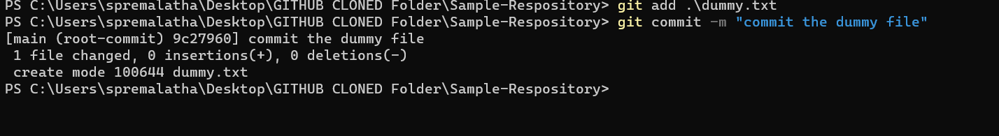 PS C:\Users\spremalatha\Desktop\GITHUB CLONED Folder\Sample-Respository> git add .\dummy.txt
PS C:\Users\spremalatha\Desktop\GITHUB CLONED Folder\Sample-Respository> git commit -m "commit the dummy file"
[main (root-commit) 9c27960] commit the dummy file
 1 file changed, 0 insertions(+), 0 deletions(-)
 create mode 100644 dummy.txt
PS C:\Users\spremalatha\Desktop\GITHUB CLONED Folder\Sample-Respository>